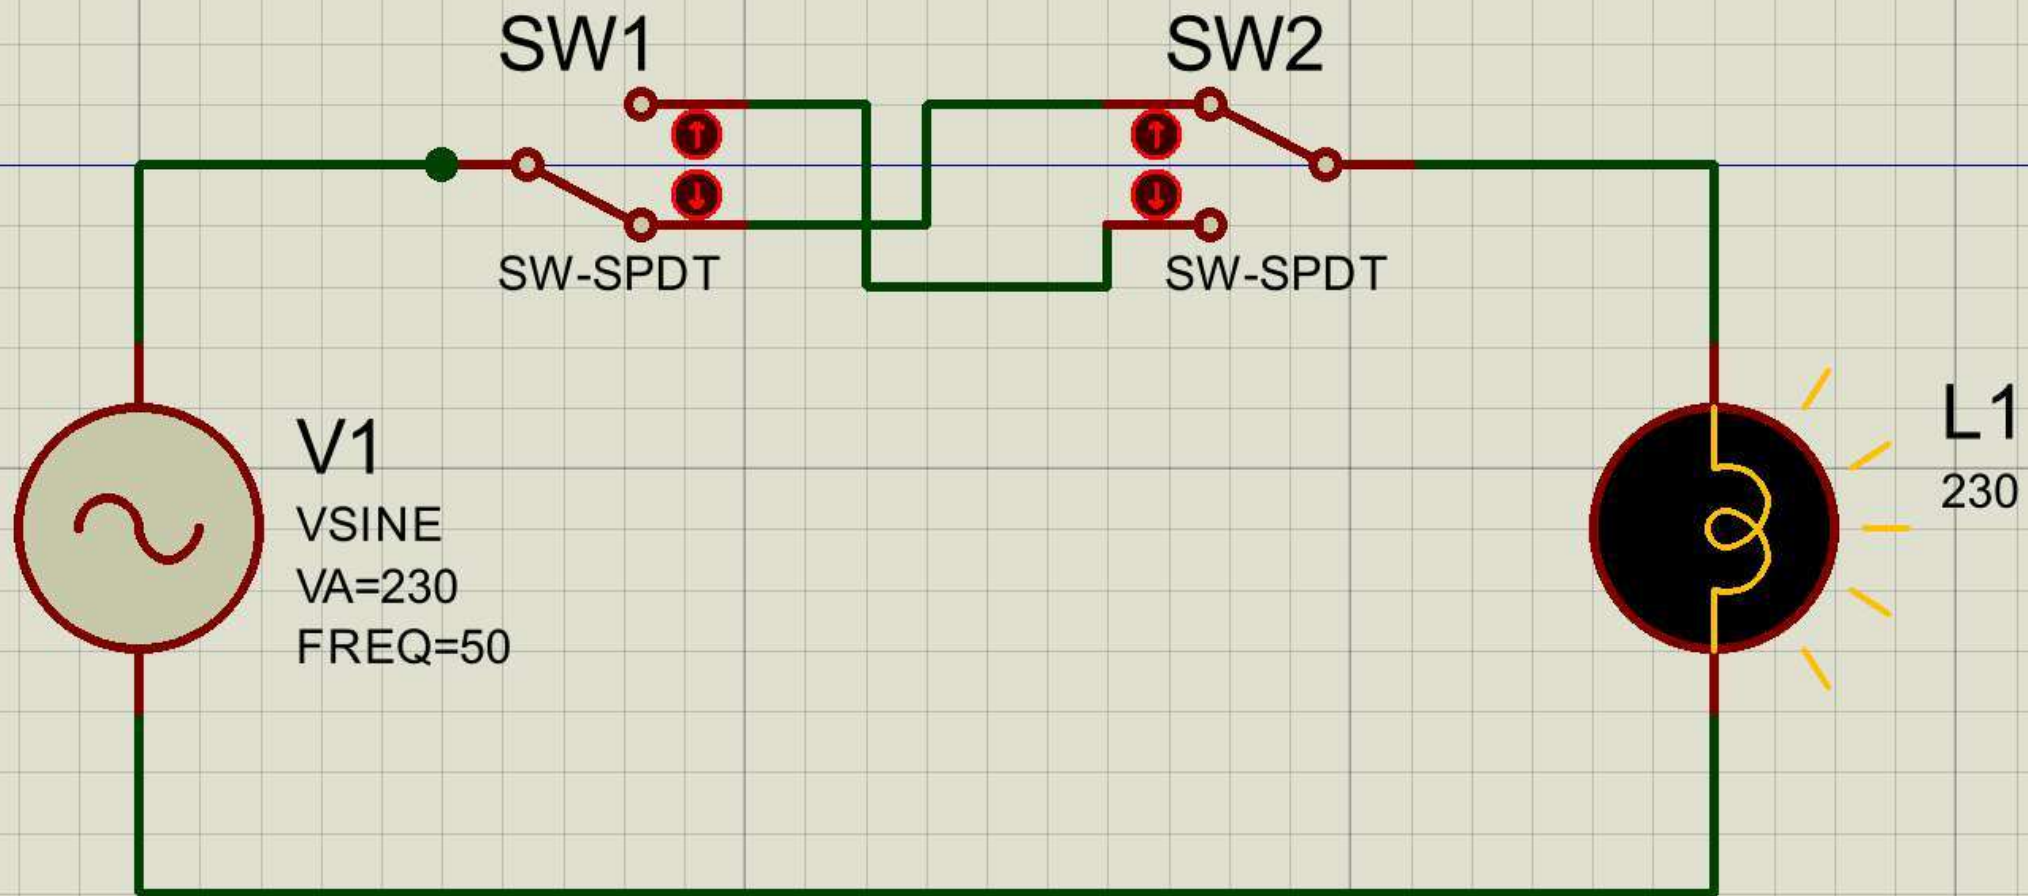 SW1
SW2
SW-SPDT
SW-SPDT
V1
VSINE
VA=230
FREQ=50
L1
230